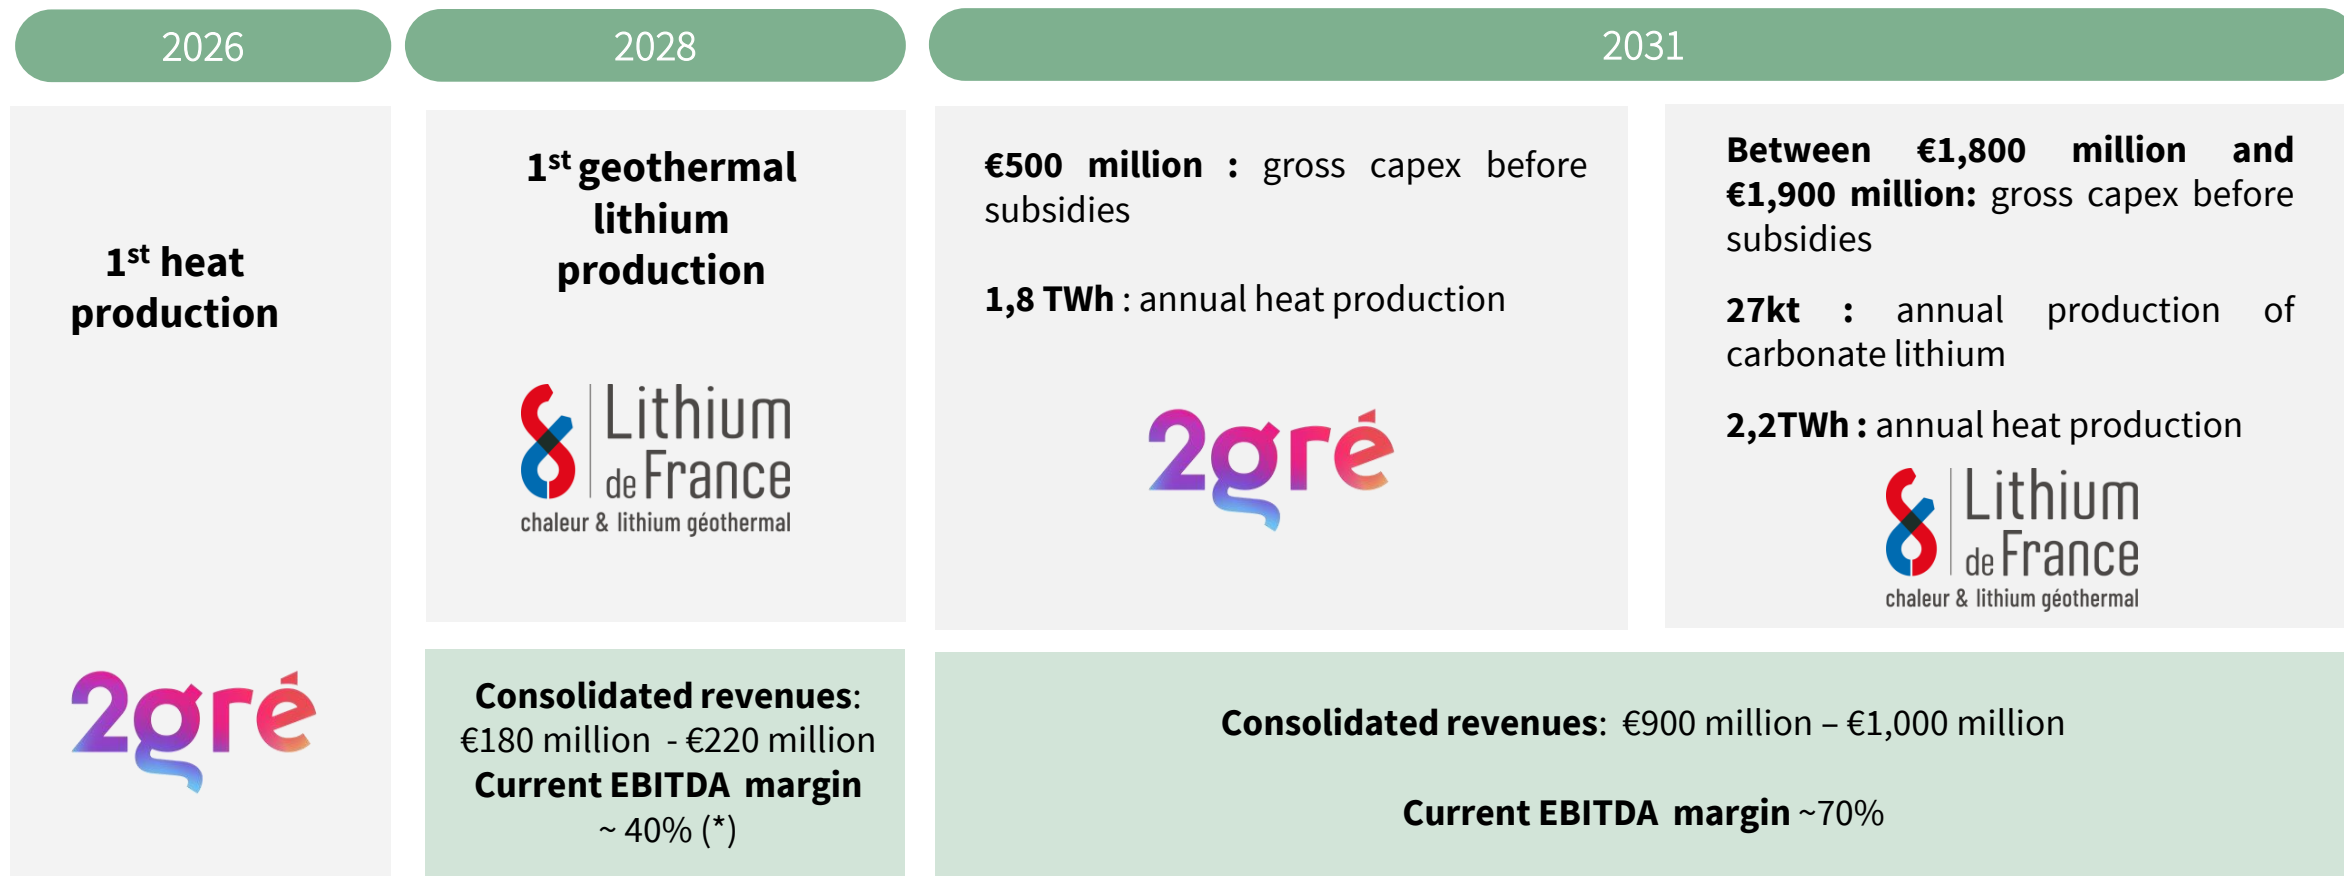 2026
1st heat
production
2gré
2028
1st geothermal
lithium
production
Lithium
de France
chaleur & lithium géothermal
Consolidated revenues:
€180 million - €220 million
Current EBITDA margin
~ 40% (*)
2031
€500 million : gross capex before
subsidies
1,8 TWh : annual heat production
2gré
Between €1,800 million and
€1,900 million: gross capex before
subsidies
27kt : annual production of
carbonate lithium
2,2TWh : annual heat production
Lithium
de France
chaleur & lithium géothermal
Consolidated revenues: €900 million – €1,000 million
Current EBITDA margin ~70%